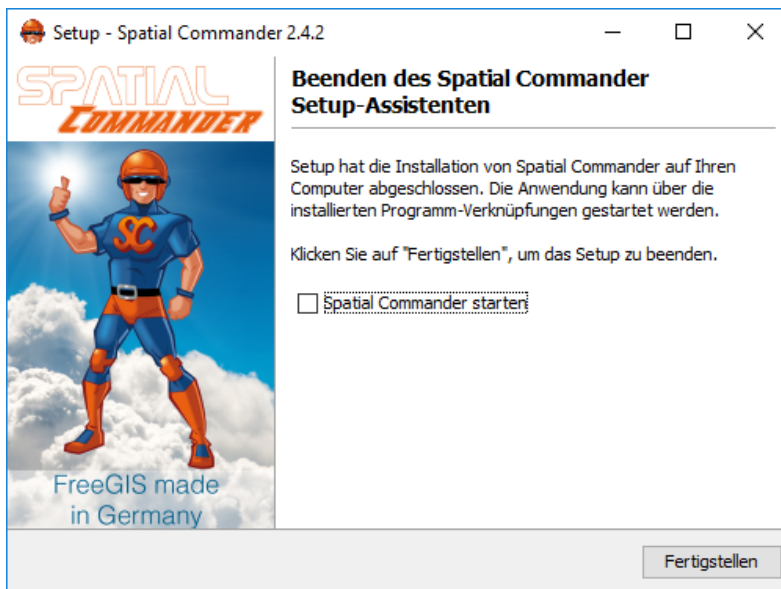 Setup - Spatial Commander 2.4.2
SPATIAL
COMMANDER
SC
FreeGIS made
in Germany
Beenden des Spatial Commander
Setup-Assistenten
Setup hat die Installation von Spatial Commander auf Ihren
Computer abgeschlossen. Die Anwendung kann über die
installierten Programm-Verknüpfungen gestartet werden.
Klicken Sie auf "Fertigstellen", um das Setup zu beenden.
Spatial Commander starten
Fertigstellen